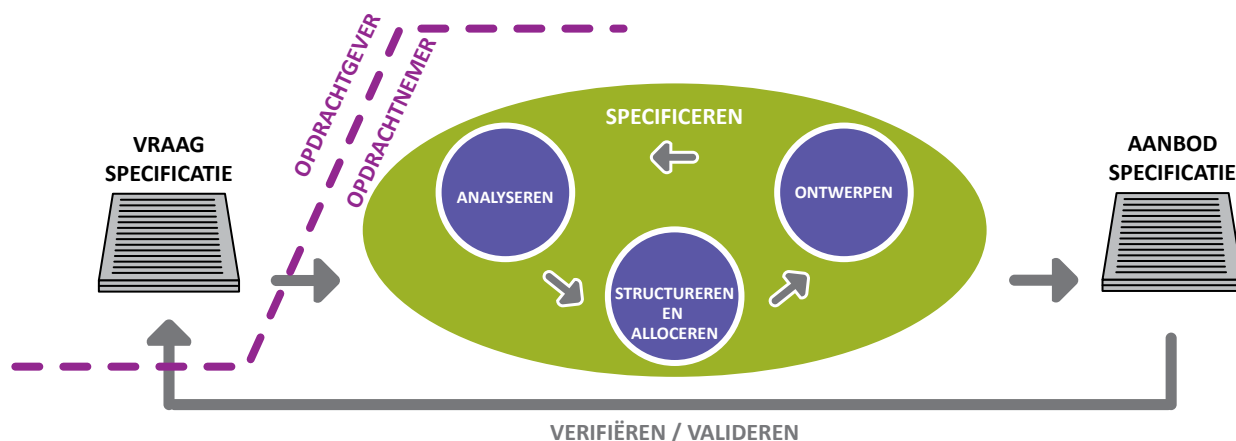 OPDRACHTGEVER
OPDRACHTNEMER
VRAAG
SPECIFICATIE
SPECIFICEREN
ANALYSEREN
ONTWERPEN
STRUCTUREREN
EN
ALLOCEREN
AANBOD
SPECIFICATIE
VERIFIËREN / VALIDEREN